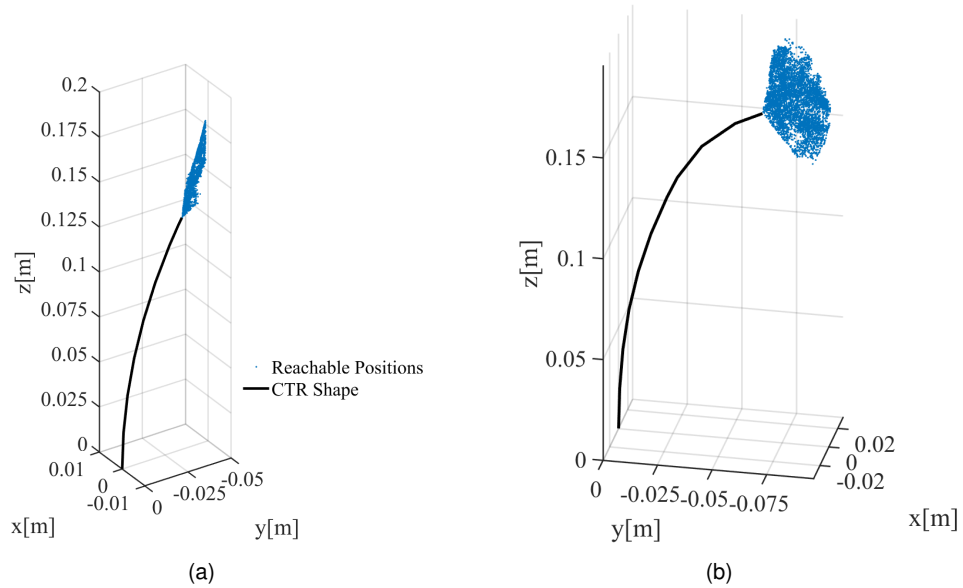 0.2
0.175
0.15
0.125
0.1
0.075
0.05
0.025
0
z[m]
0.01
0
-0.01
x[m]
0
-0.025
-0.05
y[m]
Reachable Positions
CTR Shape
(a)
0.15
0.1
0.05
0
z[m]
0
-0.025
-0.05
-0.075
y[m]
0.02
0
-0.02
x[m]
(b)